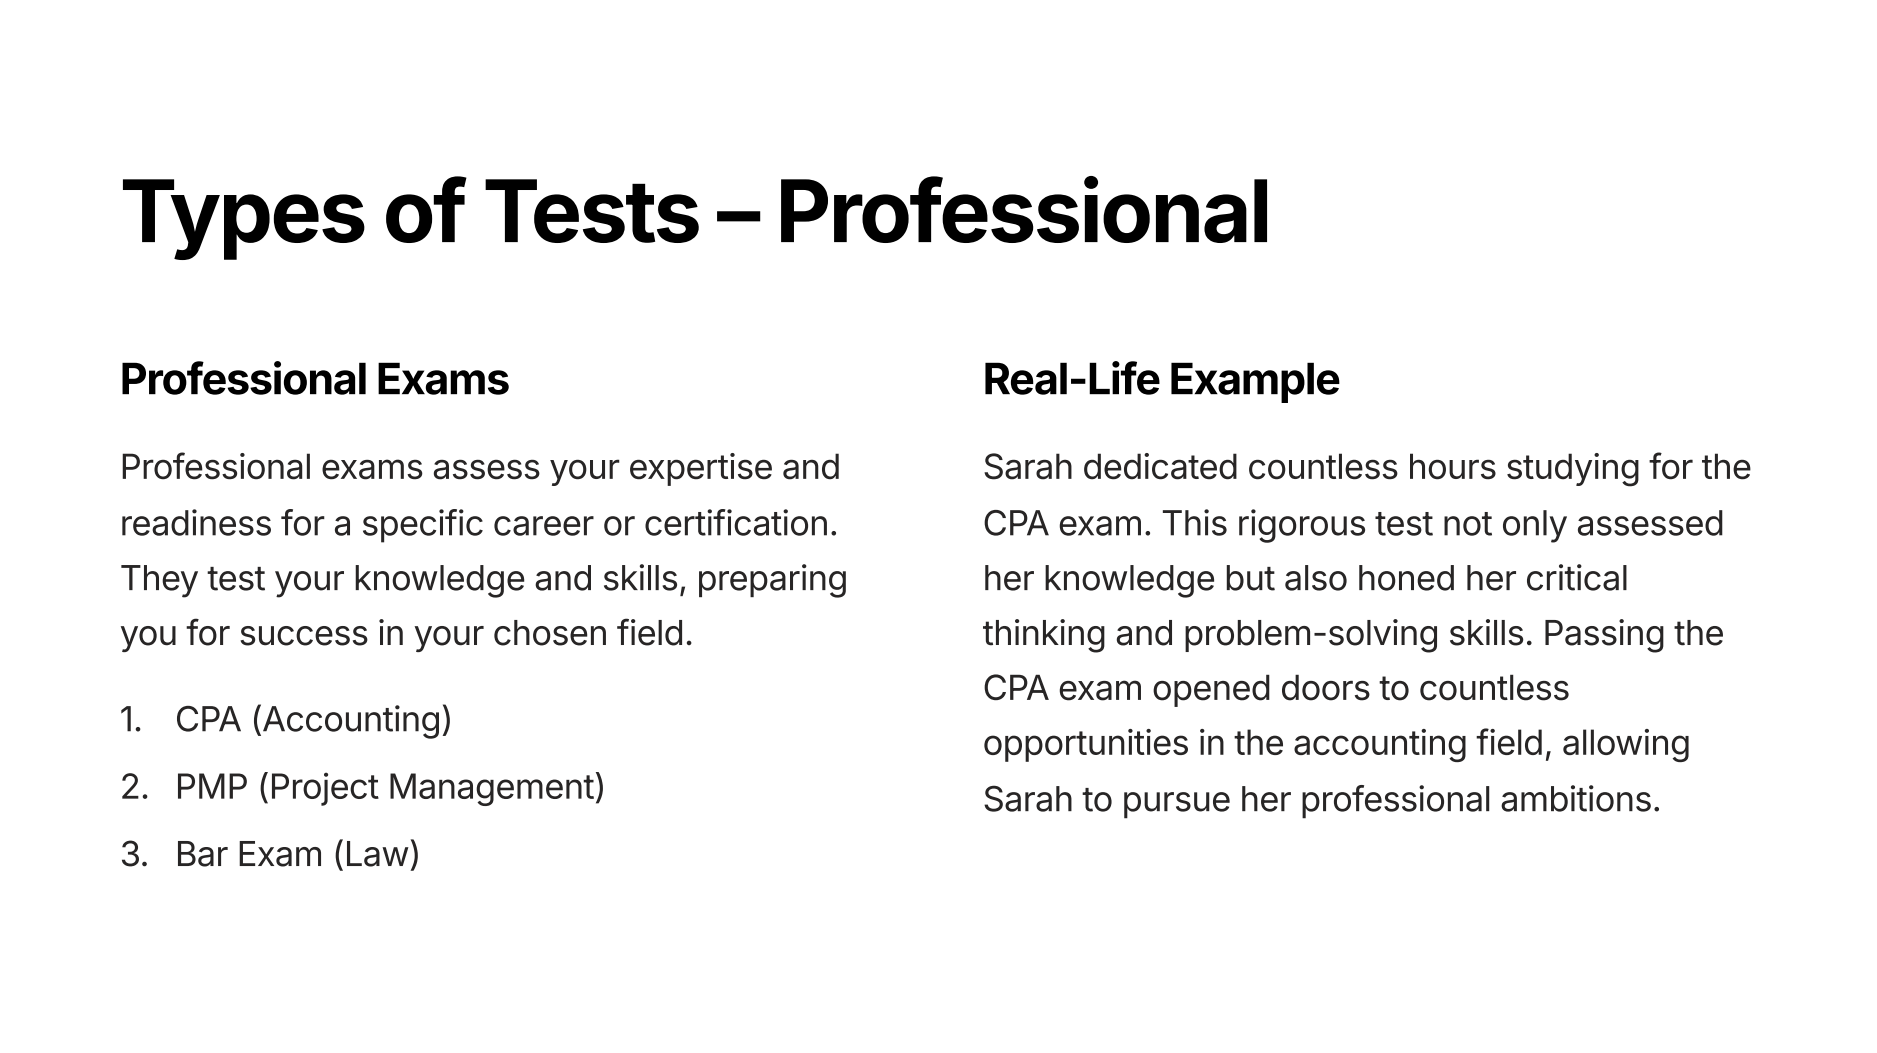 Types of Tests – Professional
Professional Exams
Professional exams assess your expertise and
readiness for a specific career or certification.
They test your knowledge and skills, preparing
you for success in your chosen field.
1. CPA (Accounting)
2. PMP (Project Management)
3. Bar Exam (Law)
Real-Life Example
Sarah dedicated countless hours studying for the
CPA exam. This rigorous test not only assessed
her knowledge but also honed her critical
thinking and problem-solving skills. Passing the
CPA exam opened doors to countless
opportunities in the accounting field, allowing
Sarah to pursue her professional ambitions.